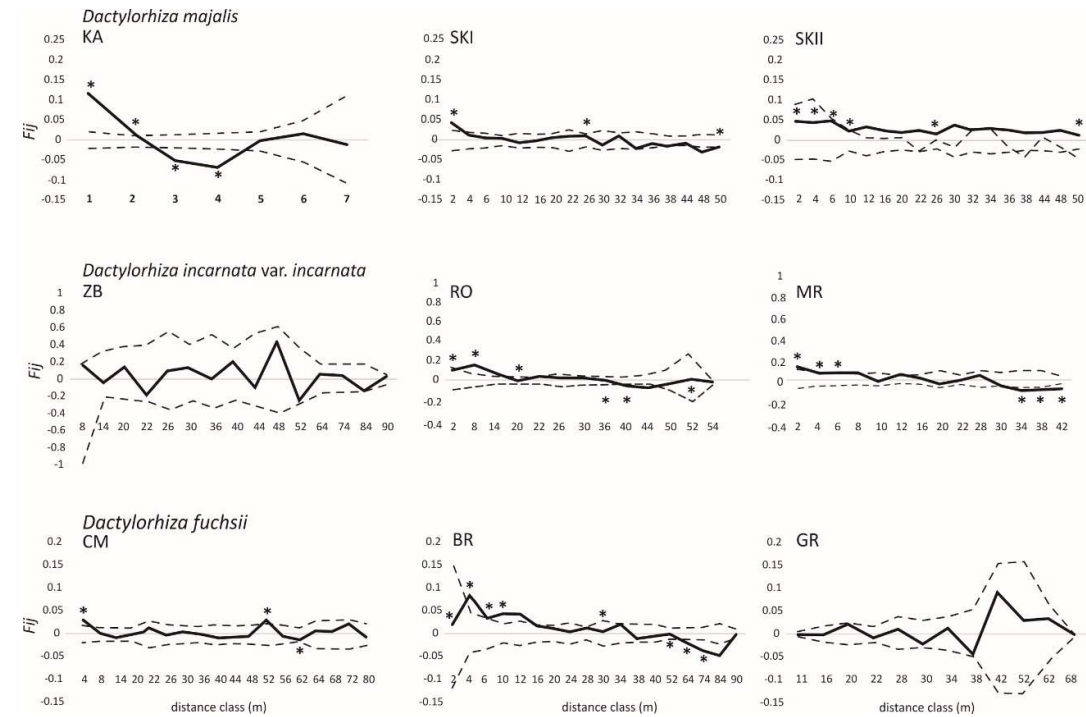 Dactylorhiza majalis
KA
Fij
0.25
0.2
0.15
0.1
0.05
0
-0.05
-0.1
-0.15
* * * *
1 2 3 4 5 6 7
SKI
0.25
0.2
0.15
0.1
0.05
0
-0.05
-0.1
-0.15
* * *
2 4 6 10 12 16 20 22 26 30 34 36 38 44 48 50
SKII
0.25
0.2
0.15
0.1
0.05
0
-0.05
-0.1
-0.15
* * * * * *
2 4 6 10 12 16 20 22 26 30 32 34 38 44 48 50
Dactylorhiza incarnata var. incarnata
ZB
Fij
1
0.8
0.6
0.4
0.2
0
-0.2
-0.4
-0.6
-0.8
-1
8 14 20 22 26 30 36 40 44 48 52 64 68 84 90
RO
1
0.8
0.6
0.4
0.2
0
-0.2
-0.4
* * * * * *
2 8 14 20 22 26 30 36 40 44 50 52 54
MR
1
0.8
0.6
0.4
0.2
0
-0.2
-0.4
* * * * * *
2 4 6 8 10 12 16 20 22 26 30 34 38 42
Dactylorhiza fuchsii
CM
Fij
0.2
0.15
0.1
0.05
0
-0.05
-0.1
-0.15
* * *
4 8 14 20 22 26 30 36 40 44 52 62 64 72 80
distance class (m)
BR
0.2
0.15
0.1
0.05
0
-0.05
-0.1
-0.15
* * * * * * * *
2 4 6 10 12 16 20 22 26 30 38 40 44 52 64 74 84 90
distance class (m)
GR
0.2
0.15
0.1
0.05
0
-0.05
-0.1
-0.15
11 16 20 22 26 30 34 38 42 52 62 68
distance class (m)